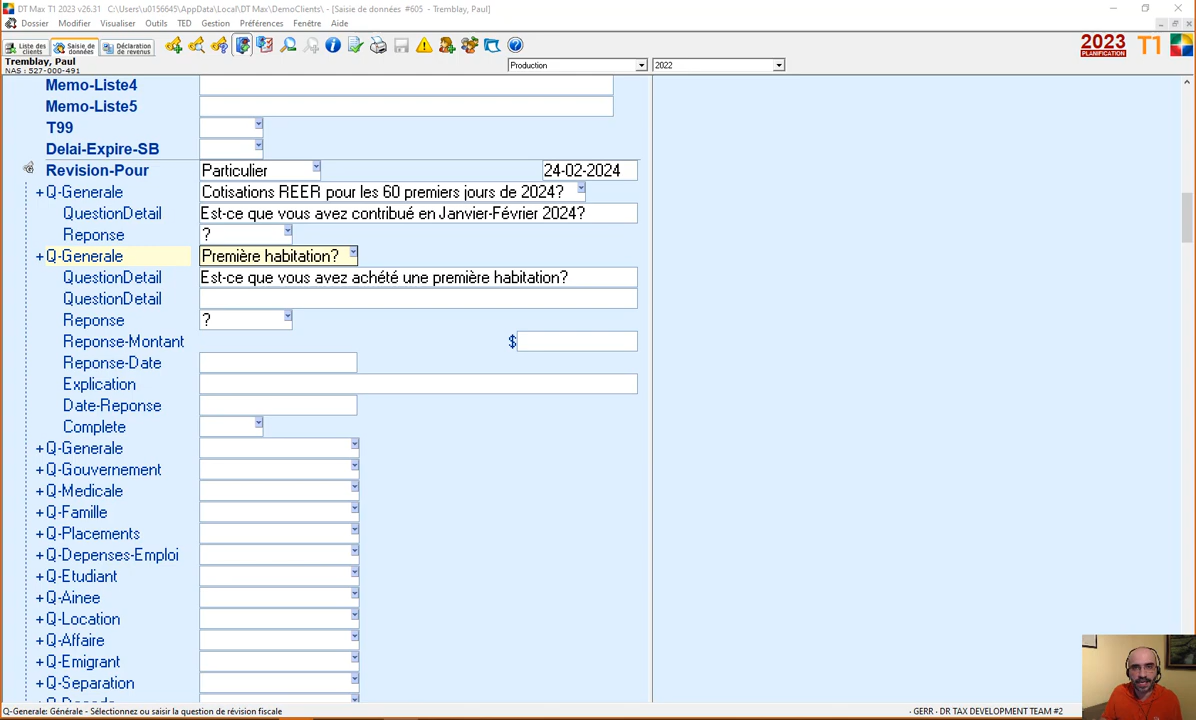 DT Max T1 2023 v26.31 C:\Users\u0156645\AppData\Local\DT Max\DemoClients\ - [Saisie de données #605 - Tremblay, Paul]
Dossier Modifier Visualiser Outils TED Gestion Préférences Fenêtre Aide
Liste des clients
Saisie de données
Déclaration de revenus
2023
PLANIFICATION
T1
Tremblay, Paul
NAS : 527-000-491
Production
2022
Memo-Liste4
Memo-Liste5
T99
Delai-Expire-SB
Revision-Pour Particulier 24-02-2024
+Q-Generale Cotisations REER pour les 60 premiers jours de 2024?
QuestionDetail Est-ce que vous avez contribué en Janvier-Février 2024?
Reponse ?
+Q-Generale Première habitation?
QuestionDetail Est-ce que vous avez achété une première habitation?
QuestionDetail
Reponse ?
Reponse-Montant $
Reponse-Date
Explication
Date-Reponse
Complete
+Q-Generale
+Q-Gouvernement
+Q-Medicale
+Q-Famille
+Q-Placements
+Q-Depenses-Emploi
+Q-Etudiant
+Q-Ainee
+Q-Location
+Q-Affaire
+Q-Emigrant
+Q-Separation
Q-Generale: Générale - Sélectionnez ou saisir la question de révision fiscale
- GERR - DR TAX DEVELOPMENT TEAM #2